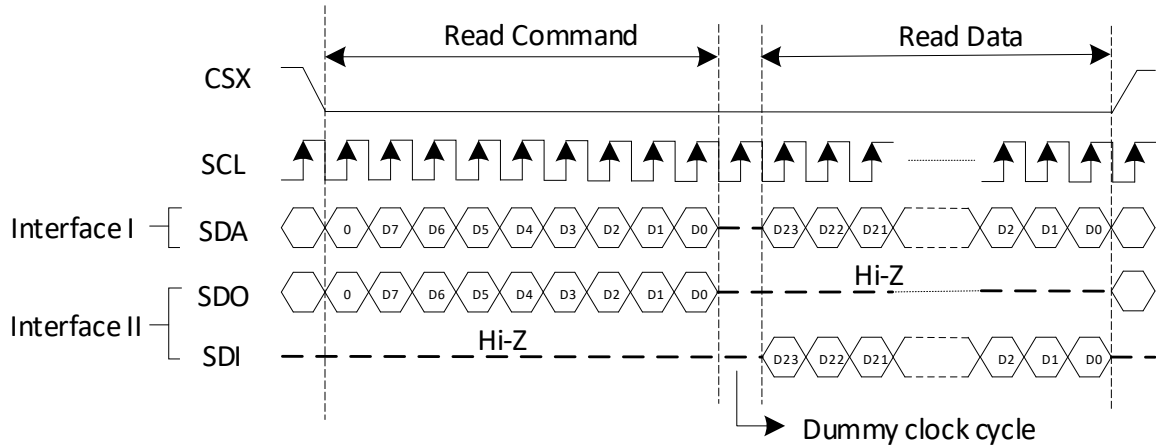 Read Command Read Data
CSX
SCL
Interface I SDA 0 D7 D6 D5 D4 D3 D2 D1 D0 D23 D22 D21 D2 D1 D0
Hi-Z
SDO 0 D7 D6 D5 D4 D3 D2 D1 D0
Interface II
Hi-Z
SDI D23 D22 D21 D2 D1 D0
Dummy clock cycle